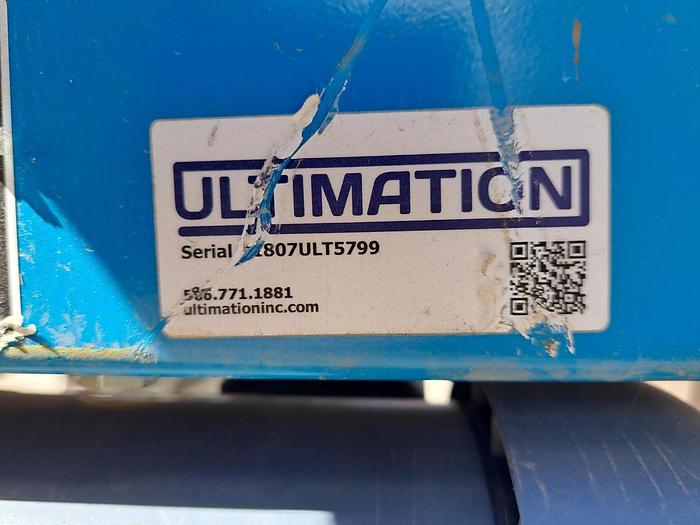 ULTIMATION
Serial 1807ULT5799
586.771.1881
ultimationinc.com